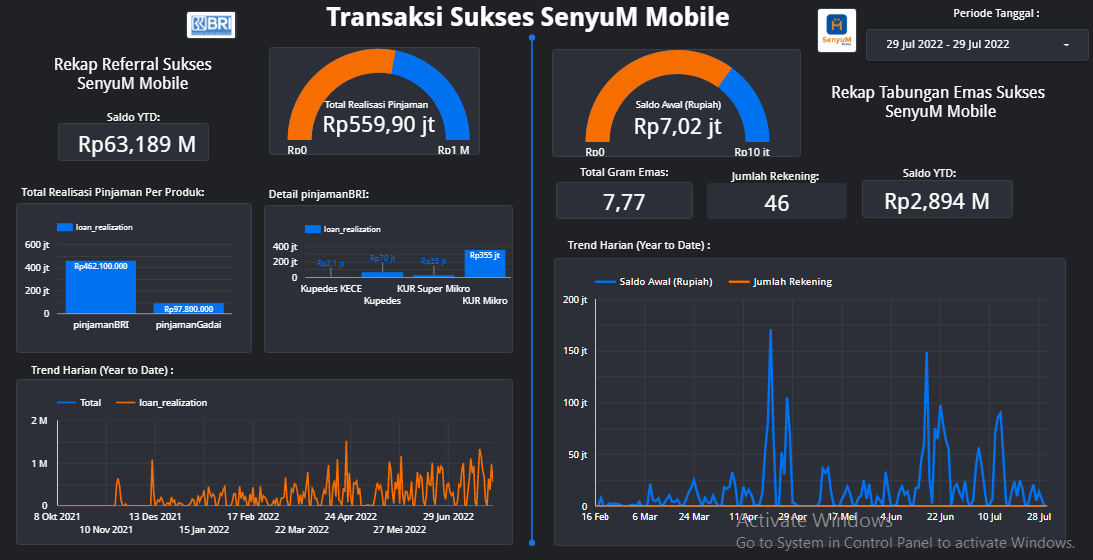 Transaksi Sukses SenyuM Mobile
BRI
SenyuM
Mobile
Periode Tanggal :
29 Jul 2022 - 29 Jul 2022
Rekap Referral Sukses
SenyuM Mobile
Saldo YTD:
Rp63,189 M
Total Realisasi Pinjaman
Rp559,90 jt
Rp0
Rp1 M
Total Realisasi Pinjaman Per Produk:
loan_realization
600 jt
400 jt
200 jt
0
Rp462.100.000
Rp97.800.000
pinjamanBRI
pinjamanGadai
Detail pinjamanBRI:
loan_realization
400 jt
200 jt
0
Rp2,1 jt
Rp70 jt
Rp35 jt
Rp355 jt
Kupedes KECE
Kupedes
KUR Super Mikro
KUR Mikro
Trend Harian (Year to Date) :
Total
loan_realization
2 M
1 M
0
8 Okt 2021
10 Nov 2021
13 Des 2021
15 Jan 2022
17 Feb 2022
22 Mar 2022
24 Apr 2022
27 Mei 2022
29 Jun 2022
Saldo Awal (Rupiah)
Rp7,02 jt
Rp0
Rp10 jt
Rekap Tabungan Emas Sukses
SenyuM Mobile
Total Gram Emas:
7,77
Jumlah Rekening:
46
Saldo YTD:
Rp2,894 M
Trend Harian (Year to Date) :
Saldo Awal (Rupiah)
Jumlah Rekening
200 jt
150 jt
100 jt
50 jt
0
16 Feb
6 Mar
24 Mar
11 Apr
29 Apr
17 Mei
4 Jun
22 Jun
10 Jul
28 Jul
Activate Windows
Go to System in Control Panel to activate Windows.